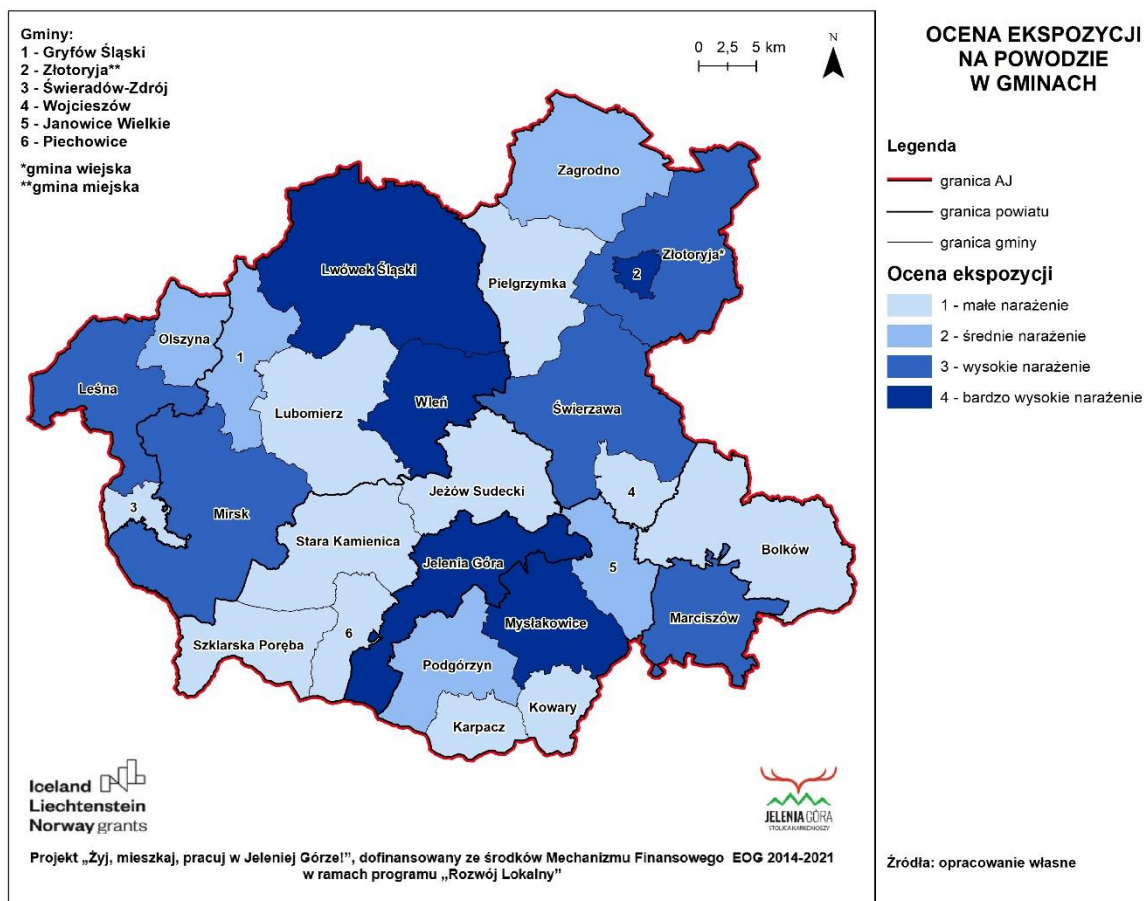 Gminy:
1 - Gryfów Śląski
2 - Złotoryja**
3 - Świeradów-Zdrój
4 - Wojcieszów
5 - Janowice Wielkie
6 - Piechowice
*gmina wiejska
**gmina miejska
0 2,5 5 km
N
OCENA EKSPOZYCJI
NA POWODZIE
W GMINACH
Legenda
granica AJ
granica powiatu
granica gminy
Ocena ekspozycji
1 - małe narażenie
2 - średnie narażenie
3 - wysokie narażenie
4 - bardzo wysokie narażenie
Zagrodno
Złotoryja*
2
Lwówek Śląski
Pielgrzymka
Olszyna
1
Leśna
Lubomierz
Wleń
Świerzawa
Jeżów Sudecki
4
3
Mirsk
Stara Kamienica
Bolków
Jelenia Góra
5
Mysłakowice
Marciszów
6
Szklarska Poręba
Podgórzyn
Kowary
Karpacz
Iceland
Liechtenstein
Norway grants
JELENIA GÓRA
STOLICA KARKONOSZY
Projekt „Żyj, mieszkaj, pracuj w Jeleniej Górze!”, dofinansowany ze środków Mechanizmu Finansowego EOG 2014-2021
w ramach programu „Rozwój Lokalny”
Źródła: opracowanie własne